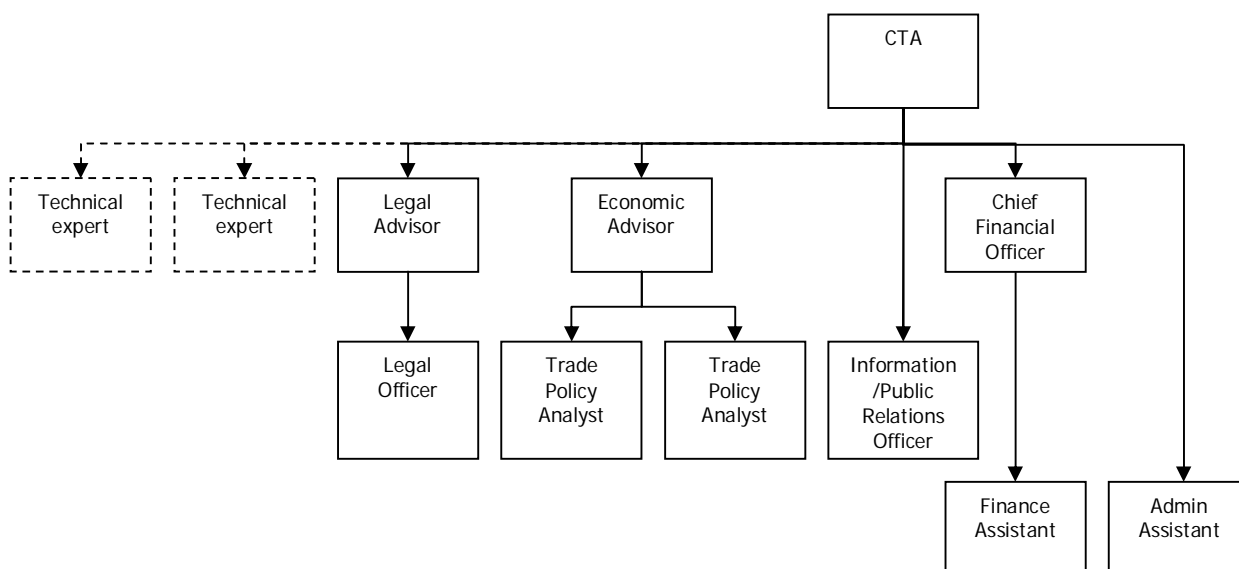 CTA
Technical
expert
Technical
expert
Legal
Advisor
Economic
Advisor
Chief
Financial
Officer
Legal
Officer
Trade
Policy
Analyst
Trade
Policy
Analyst
Information
/Public
Relations
Officer
Finance
Assistant
Admin
Assistant